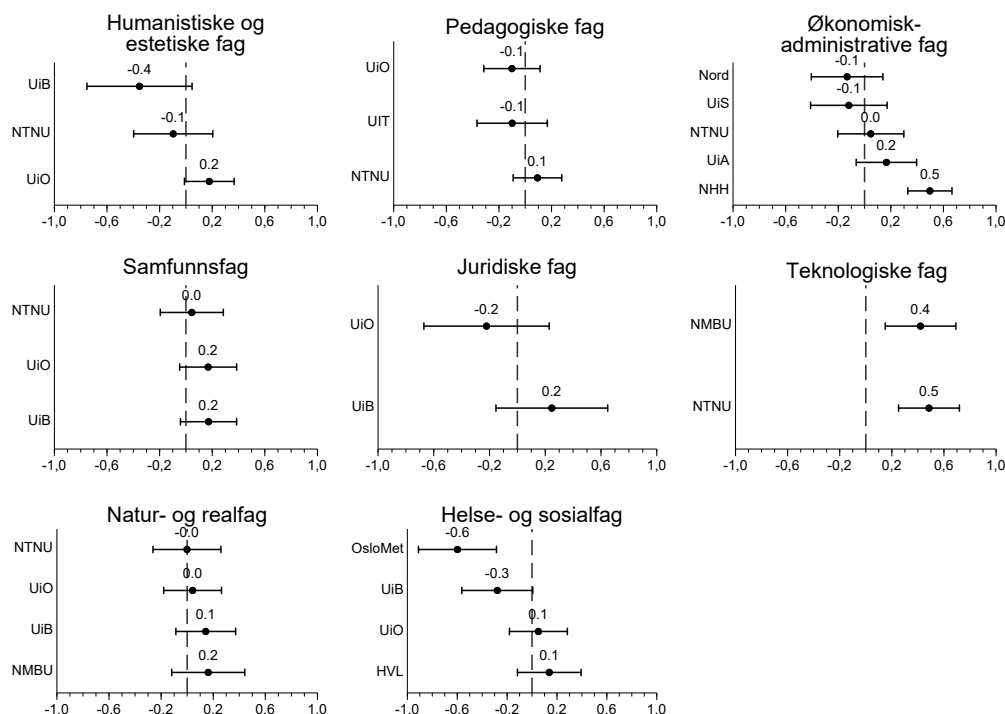 Humanistiske og
estetiske fag
UiB
-0.4
NTNU
-0.1
UiO
0.2
-1,0 -0,6 -0,2 0,2 0,6 1,0
Pedagogiske fag
UiO
-0.1
UIT
-0.1
NTNU
0.1
-1,0 -0,6 -0,2 0,2 0,6 1,0
Økonomisk-
administrative fag
Nord
-0.1
UiS
-0.1
NTNU
0.0
UiA
0.2
NHH
0.5
-1,0 -0,6 -0,2 0,2 0,6 1,0
Samfunnsfag
NTNU
0.0
UiO
0.2
UiB
0.2
-1,0 -0,6 -0,2 0,2 0,6 1,0
Juridiske fag
UiO
-0.2
UiB
0.2
-1,0 -0,6 -0,2 0,2 0,6 1,0
Teknologiske fag
NMBU
0.4
NTNU
0.5
-1,0 -0,6 -0,2 0,2 0,6 1,0
Natur- og realfag
NTNU
-0.0
UiO
0.0
UiB
0.1
NMBU
0.2
-1.0 -0.6 -0.2 0.2 0.6 1.0
Helse- og sosialfag
OsloMet
-0.6
UiB
-0.3
UiO
0.1
HVL
0.1
-1.0 -0.6 -0.2 0.2 0.6 1.0